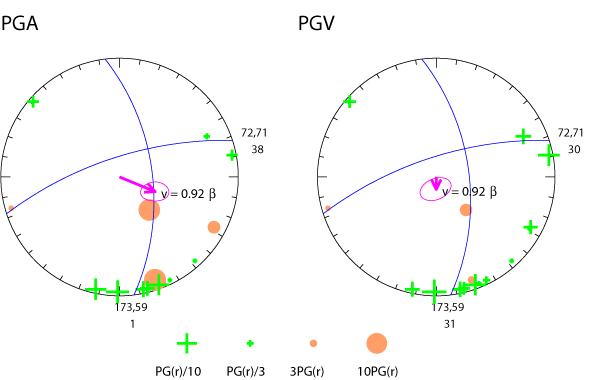 PGA
PGV
72,71
38
v = 0.92 β
173,59
1
72,71
30
v = 0.92 β
173,59
31
PG(r)/10 PG(r)/3 3PG(r) 10PG(r)